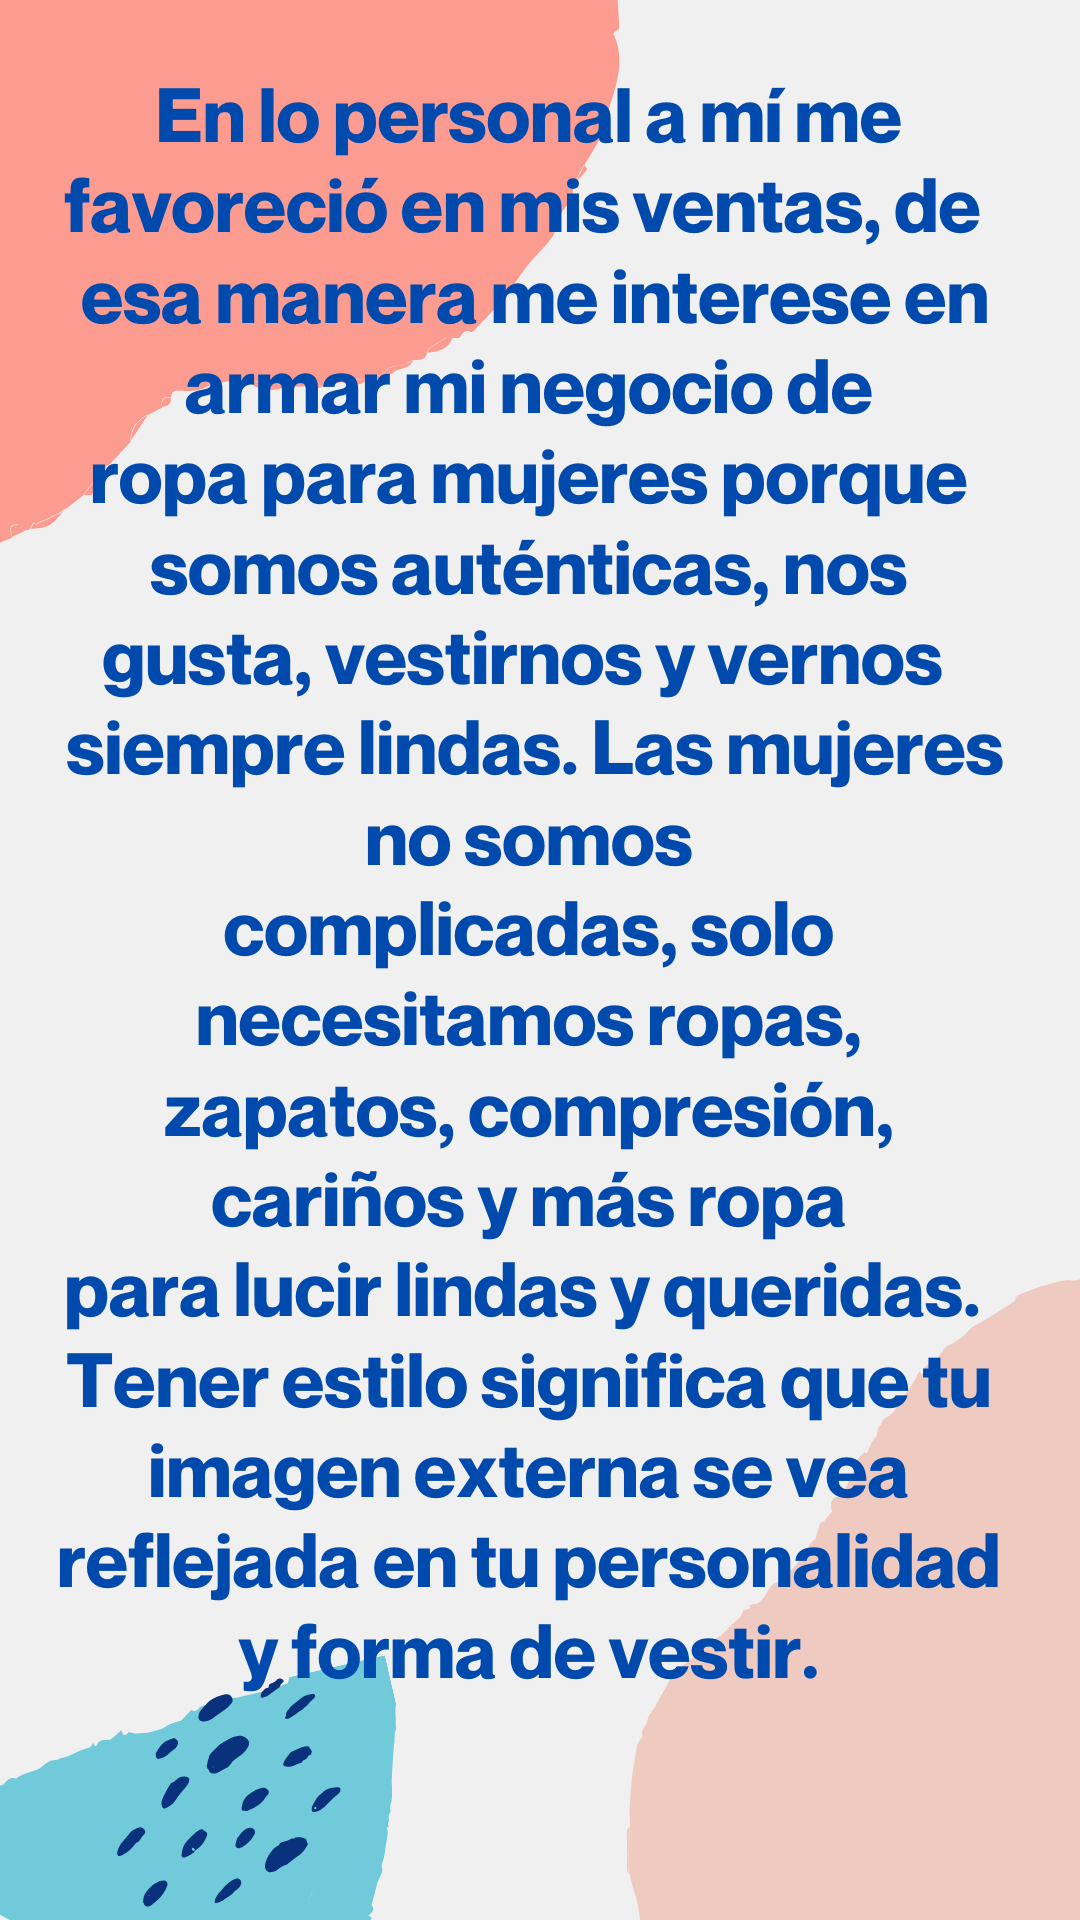 En lo personal a mí me
favoreció en mis ventas, de
esa manera me interese en
armar mi negocio de
ropa para mujeres porque
somos auténticas, nos
gusta, vestirnos y vernos
siempre lindas. Las mujeres
no somos
complicadas, solo
necesitamos ropas,
zapatos, compresión,
cariños y más ropa
para lucir lindas y queridas.
Tener estilo significa que tu
imagen externa se vea
reflejada en tu personalidad
y forma de vestir.